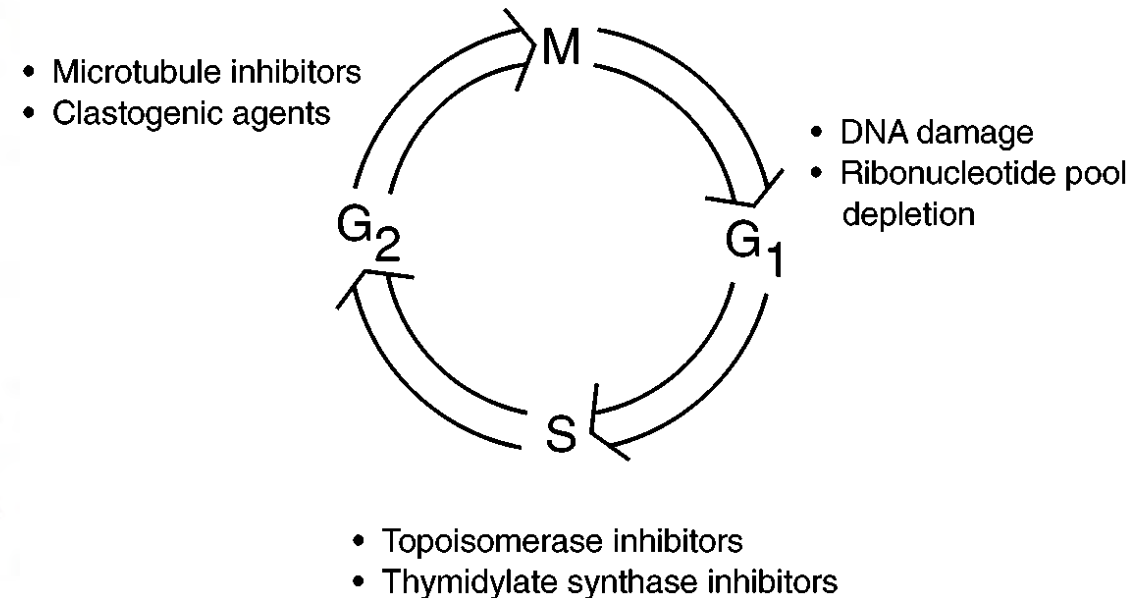 M
• Microtubule inhibitors
• Clastogenic agents
• DNA damage
• Ribonucleotide pool
depletion
G2
G1
S
• Topoisomerase inhibitors
• Thymidylate synthase inhibitors